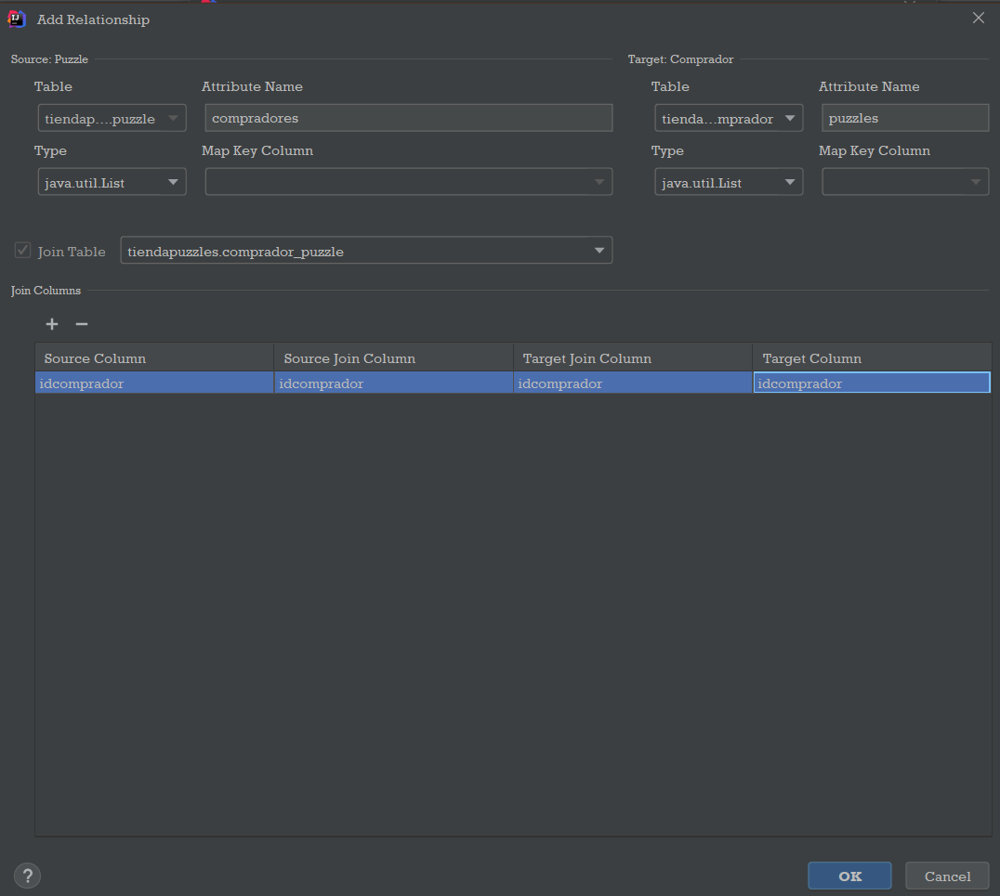 Add Relationship
Source: Puzzle
Target: Comprador
Table
Attribute Name
Table
Attribute Name
tiendap....puzzle
compradores
tienda...mprador
puzzles
Type
Map Key Column
Type
Map Key Column
java.util.List
java.util.List
Join Table
tiendapuzzles.comprador_puzzle
Join Columns
Source Column
Source Join Column
Target Join Column
Target Column
idcomprador
idcomprador
idcomprador
idcomprador
?
OK
Cancel